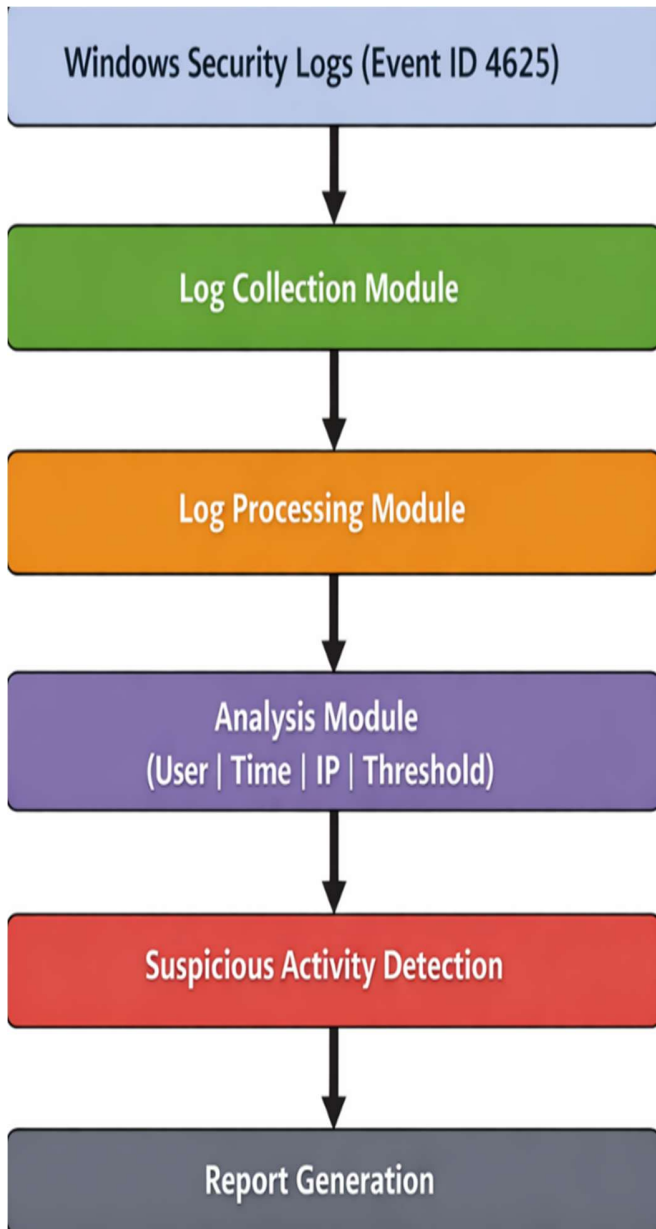 Windows Security Logs (Event ID 4625)
Log Collection Module
Log Processing Module
Analysis Module
(User | Time | IP | Threshold)
Suspicious Activity Detection
Report Generation